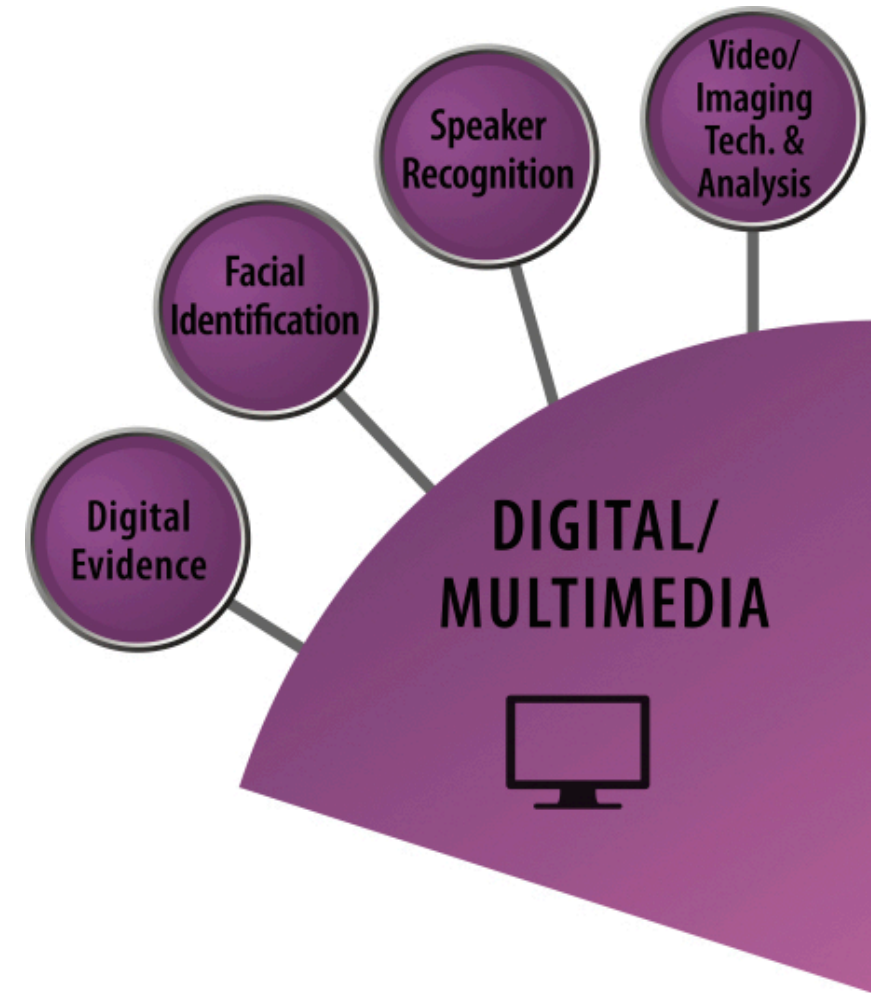 Video/
Imaging
Tech. &
Analysis
Speaker
Recognition
Facial
Identification
Digital
Evidence
DIGITAL/
MULTIMEDIA